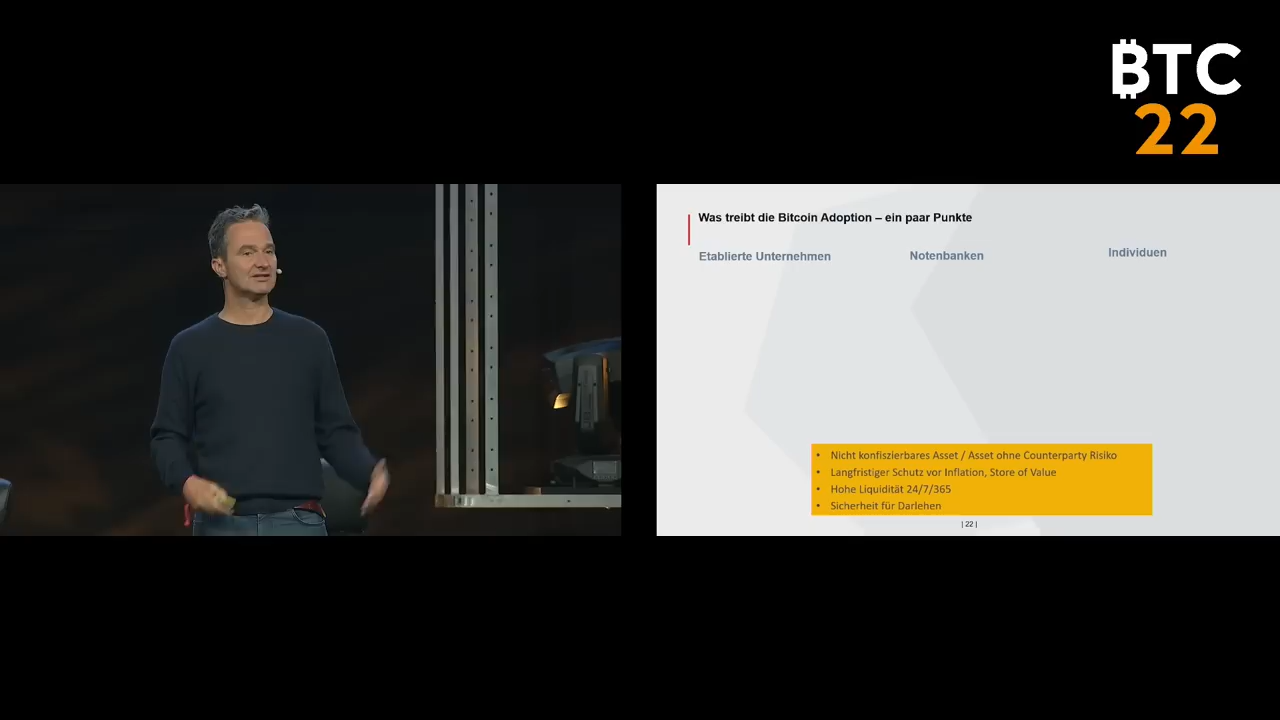 ₿TC
22
Was treibt die Bitcoin Adoption – ein paar Punkte
Etablierte Unternehmen
Notenbanken
Individuen
• Nicht konfiszierbares Asset / Asset ohne Counterparty Risiko
• Langfristiger Schutz vor Inflation, Store of Value
• Hohe Liquidität 24/7/365
• Sicherheit für Darlehen
| 22 |